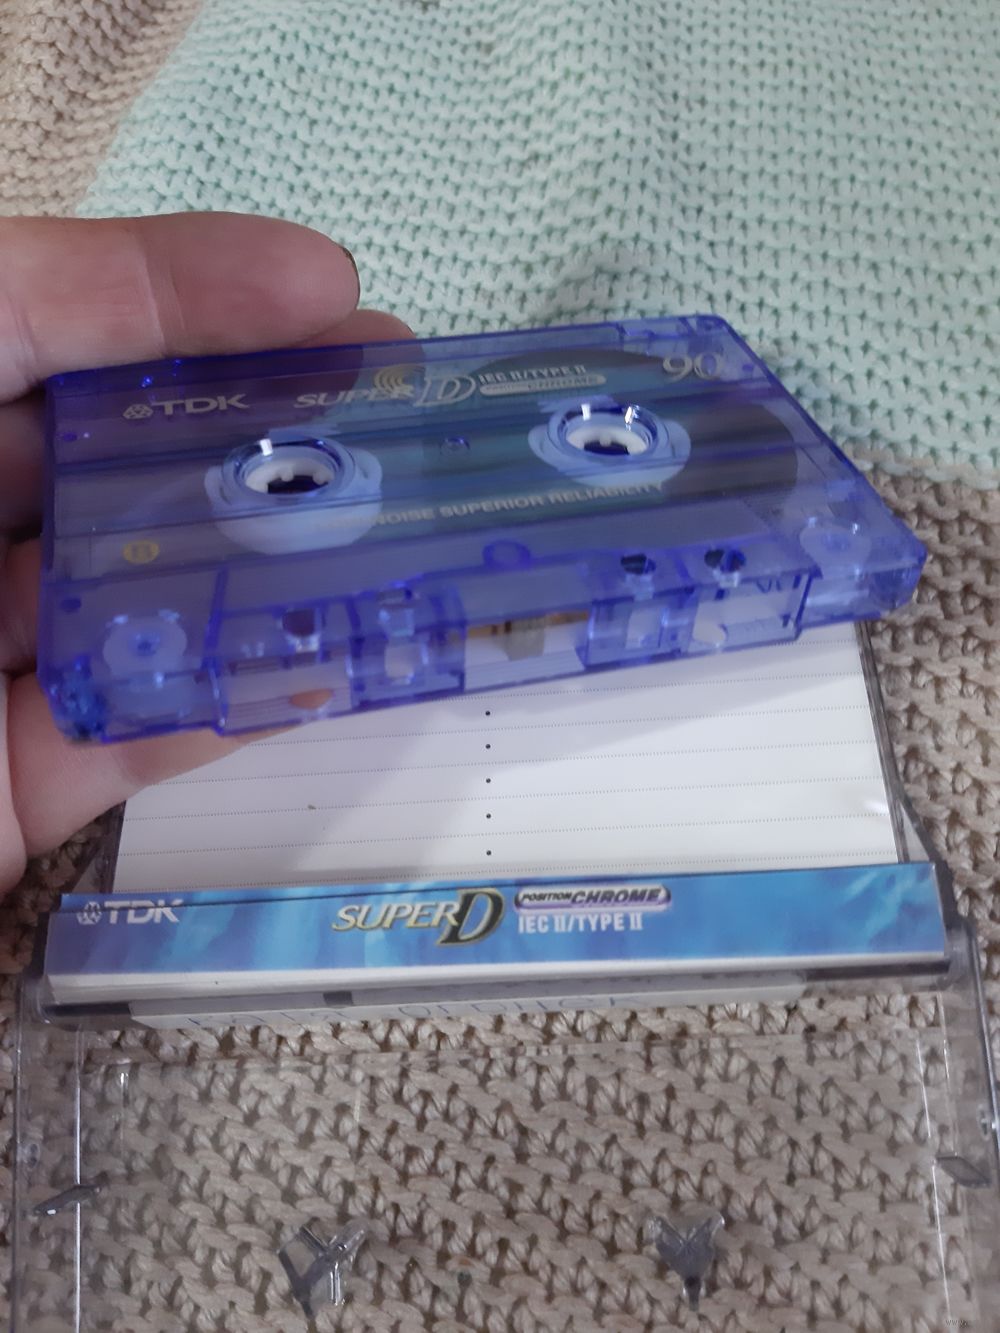 TDK SUPER D IEC II/TYPE II 90
POSITION CHROME
NOISE SUPERIOR RELIABILITY
B
TDK SUPER D POSITION CHROME
IEC II/TYPE II